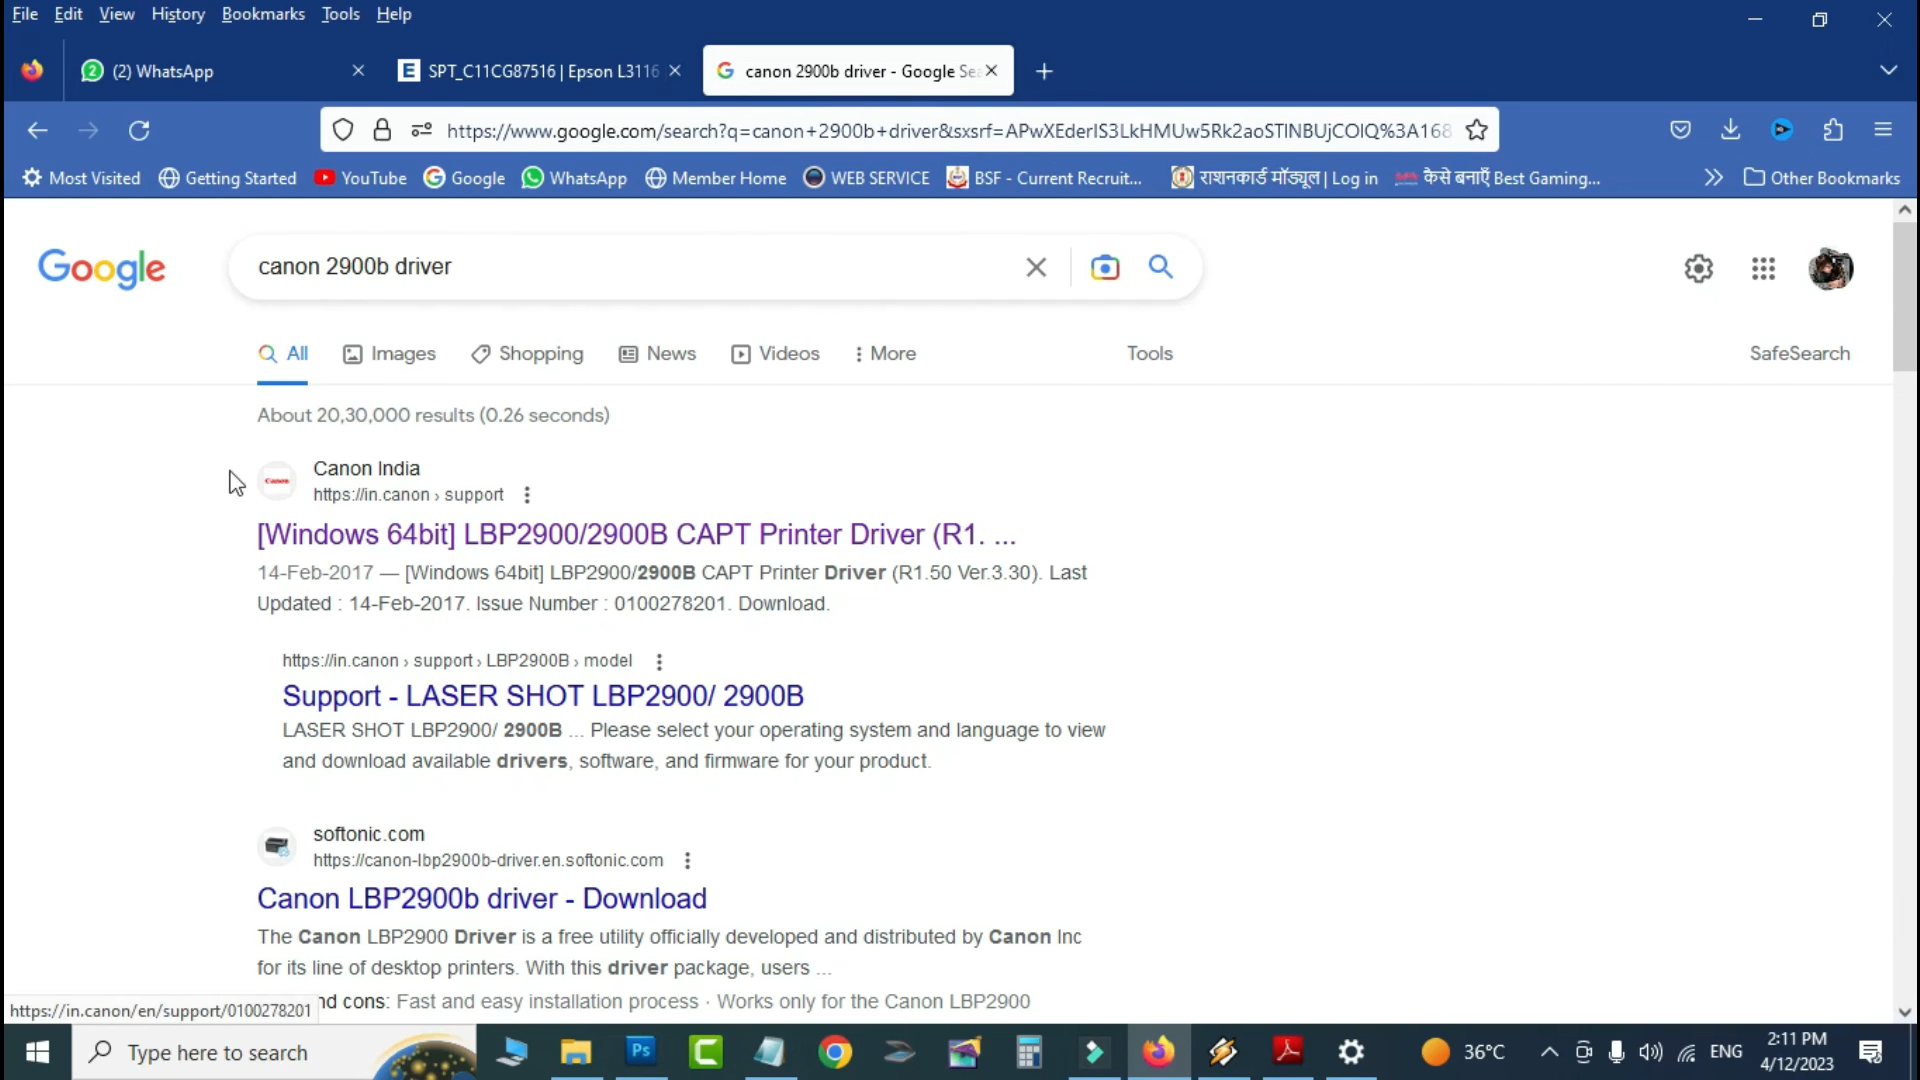 File Edit View History Bookmarks Tools Help
(2) WhatsApp
SPT_C11CG87516 | Epson L3116
canon 2900b driver - Google Se
https://www.google.com/search?q=canon+2900b+driver&sxsrf=APwXEderIS3LkHMUw5Rk2aoSTlNBUjCOlQ%3A168
Most Visited Getting Started YouTube Google WhatsApp Member Home WEB SERVICE BSF - Current Recruit... राशनकार्ड मॉड्यूल | Log in कैसे बनाएँ Best Gaming... Other Bookmarks
Google
canon 2900b driver
All Images Shopping News Videos More Tools SafeSearch
About 20,30,000 results (0.26 seconds)
Canon
Canon India
https://in.canon › support
[Windows 64bit] LBP2900/2900B CAPT Printer Driver (R1. ...
14-Feb-2017 — [Windows 64bit] LBP2900/2900B CAPT Printer Driver (R1.50 Ver.3.30). Last
Updated : 14-Feb-2017. Issue Number : 0100278201. Download.
https://in.canon › support › LBP2900B › model
Support - LASER SHOT LBP2900/ 2900B
LASER SHOT LBP2900/ 2900B ... Please select your operating system and language to view
and download available drivers, software, and firmware for your product.
softonic.com
https://canon-lbp2900b-driver.en.softonic.com
Canon LBP2900b driver - Download
The Canon LBP2900 Driver is a free utility officially developed and distributed by Canon Inc
for its line of desktop printers. With this driver package, users ...
nd cons: Fast and easy installation process · Works only for the Canon LBP2900
https://in.canon/en/support/0100278201
Type here to search
Ps
36°C
ENG
2:11 PM
4/12/2023